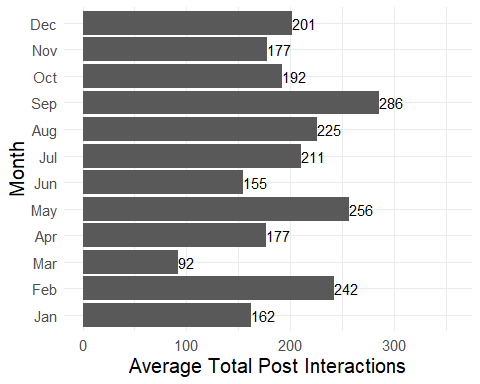 Dec 201
Nov 177
Oct 192
Sep 286
Aug 225
Jul 211
Jun 155
May 256
Apr 177
Mar 92
Feb 242
Jan 162
0 100 200 300
Average Total Post Interactions
Month